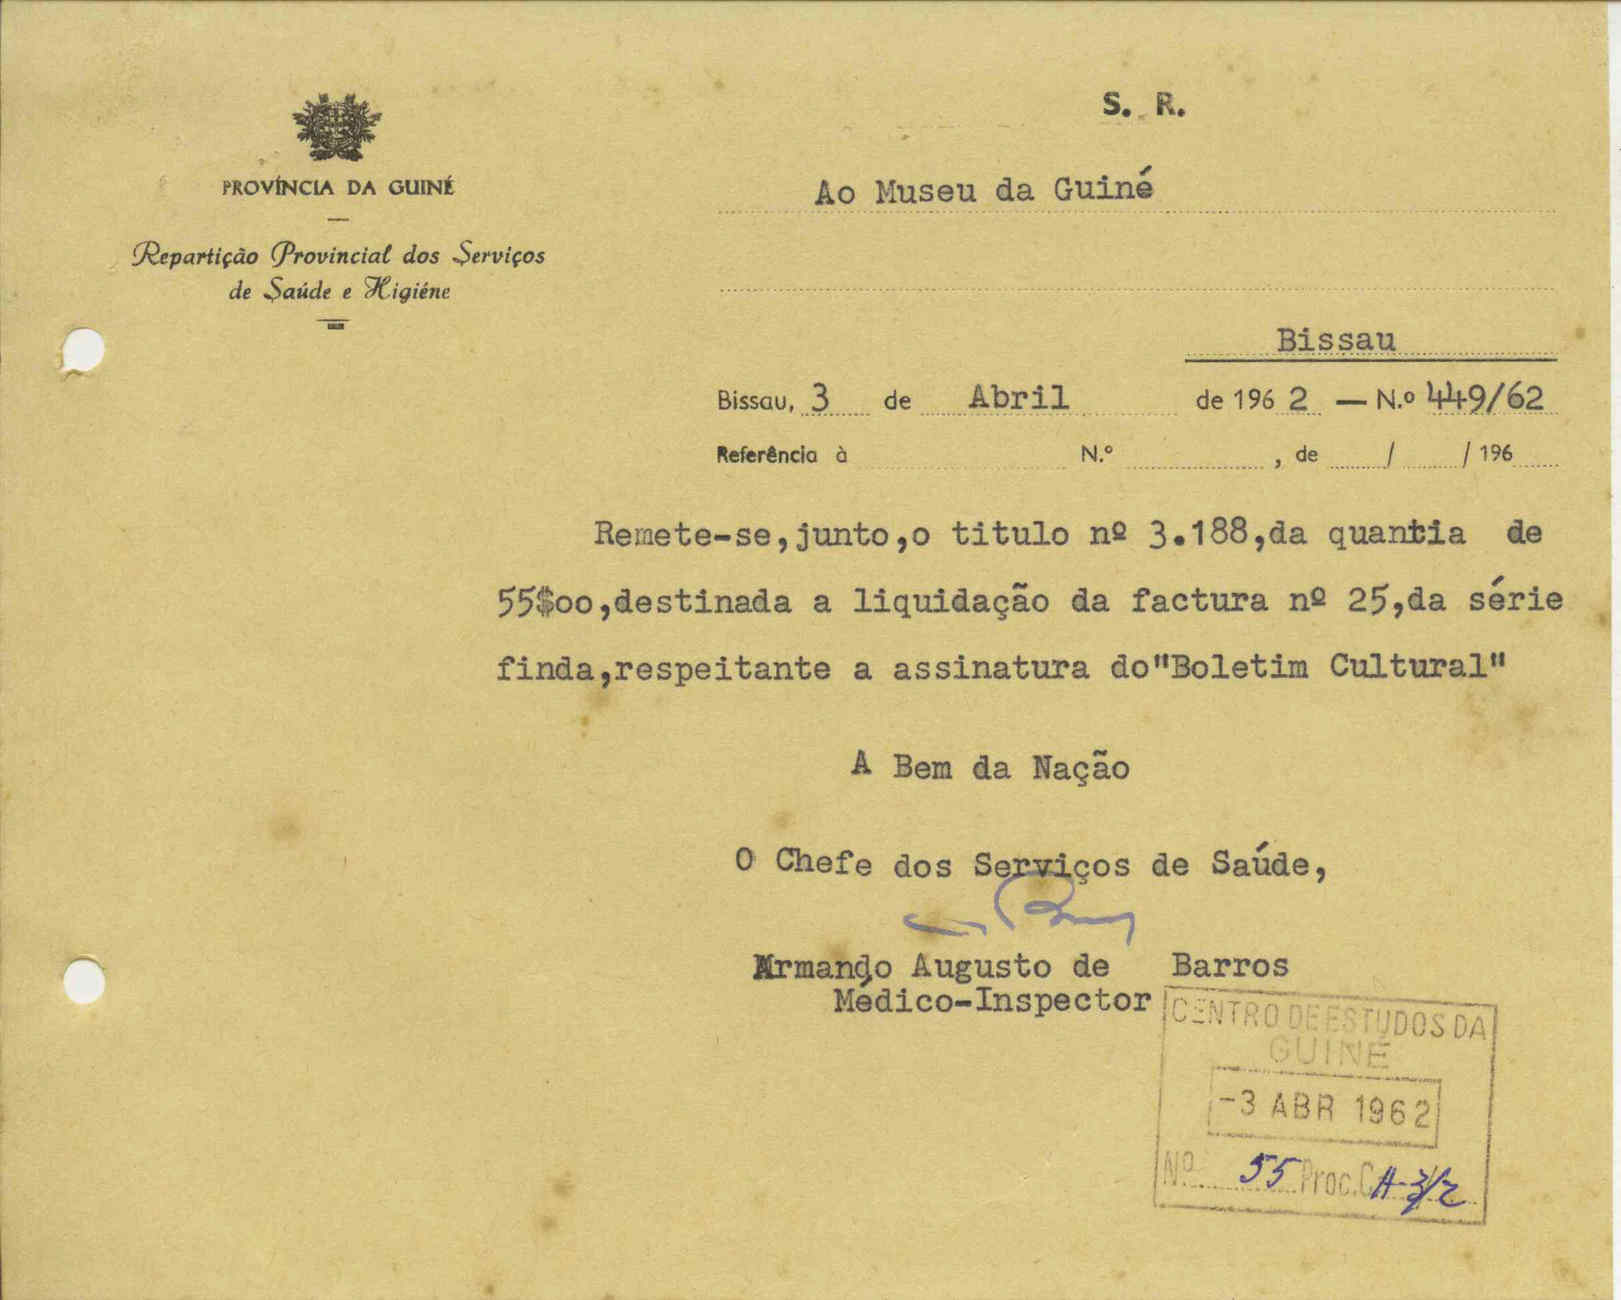 S. R.
PROVÍNCIA DA GUINÉ
Repartição Provincial dos Serviços
de Saúde e Higiéne
Ao Museu da Guiné
Bissau
Bissau, 3 de Abril de 1962 — N.º 449/62
Referência à N.º , de / / 196
Remete-se,junto,o titulo nº 3.188,da quantia de
55$oo,destinada a liquidação da factura nº 25,da série
finda,respeitante a assinatura do"Boletim Cultural"
A Bem da Nação
O Chefe dos Serviços de Saúde,
Armando Augusto de Barros
Médico-Inspector
CENTRO DE ESTUDOS DA
GUINÉ
-3 ABR 1962
Nº 55 Proc.